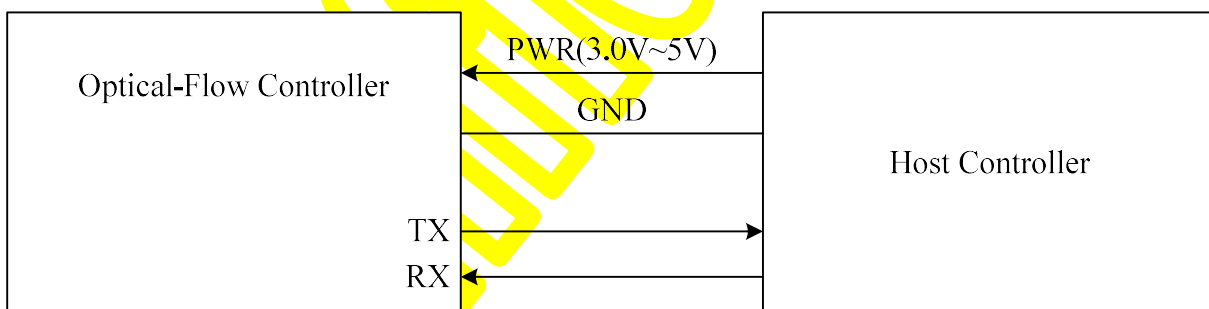 PWR(3.0V~5V)
Optical-Flow Controller
GND
Host Controller
TX
RX